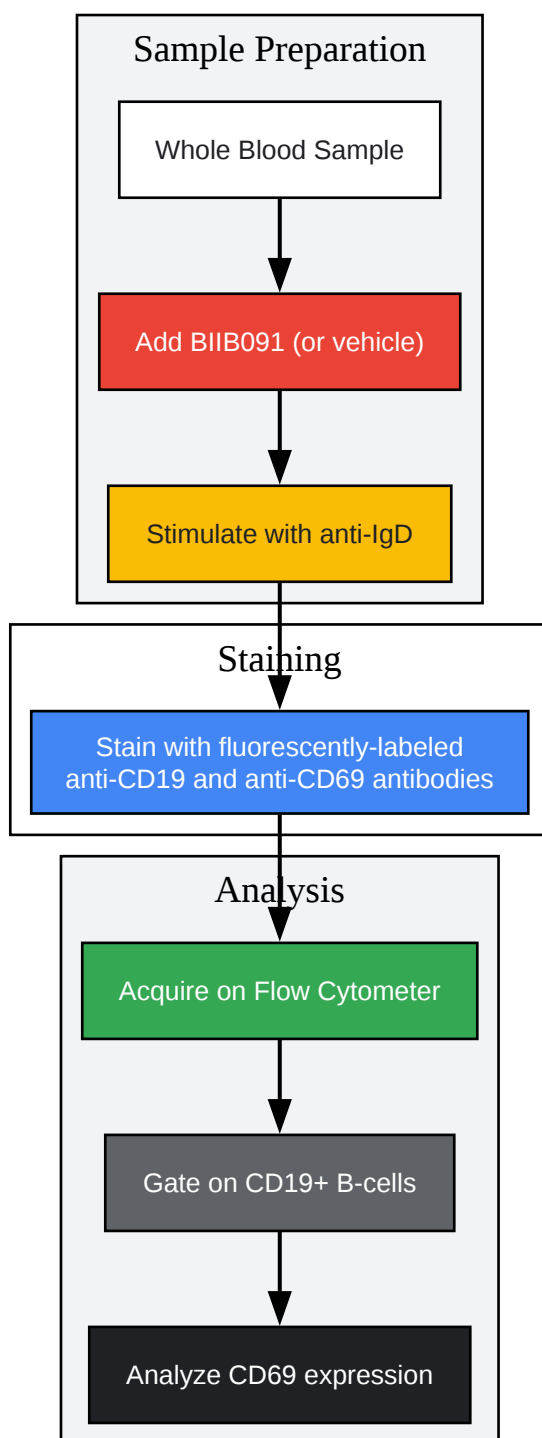 Sample Preparation
Whole Blood Sample
Add BIIB091 (or vehicle)
Stimulate with anti-IgD
Staining
Stain with fluorescently-labeled
anti-CD19 and anti-CD69 antibodies
Analysis
Acquire on Flow Cytometer
Gate on CD19+ B-cells
Analyze CD69 expression